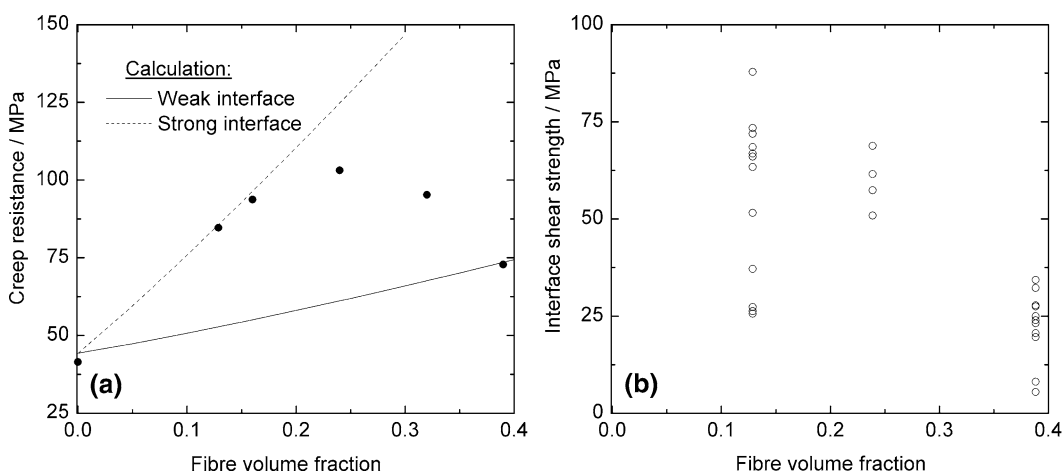 150
125
100
75
50
25
Creep resistance / MPa
Calculation:
Weak interface
Strong interface
(a)
0.0 0.1 0.2 0.3 0.4
Fibre volume fraction
100
75
50
25
0
Interface shear strength / MPa
(b)
0.0 0.1 0.2 0.3 0.4
Fibre volume fraction